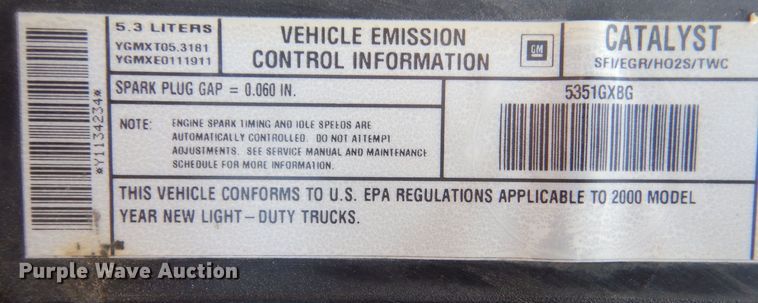 5.3 LITERS
YGMXT05.3181
YGMXE0111911
VEHICLE EMISSION
CONTROL INFORMATION
GM
CATALYST
SFI/EGR/HO2S/TWC
*Y1134234*
SPARK PLUG GAP = 0.060 IN.
NOTE: ENGINE SPARK TIMING AND IDLE SPEEDS ARE
AUTOMATICALLY CONTROLLED. DO NOT ATTEMPT
ADJUSTMENTS. SEE SERVICE MANUAL AND MAINTENANCE
SCHEDULE FOR MORE INFORMATION.
5351GXBG
THIS VEHICLE CONFORMS TO U.S. EPA REGULATIONS APPLICABLE TO 2000 MODEL
YEAR NEW LIGHT-DUTY TRUCKS.
Purple Wave Auction